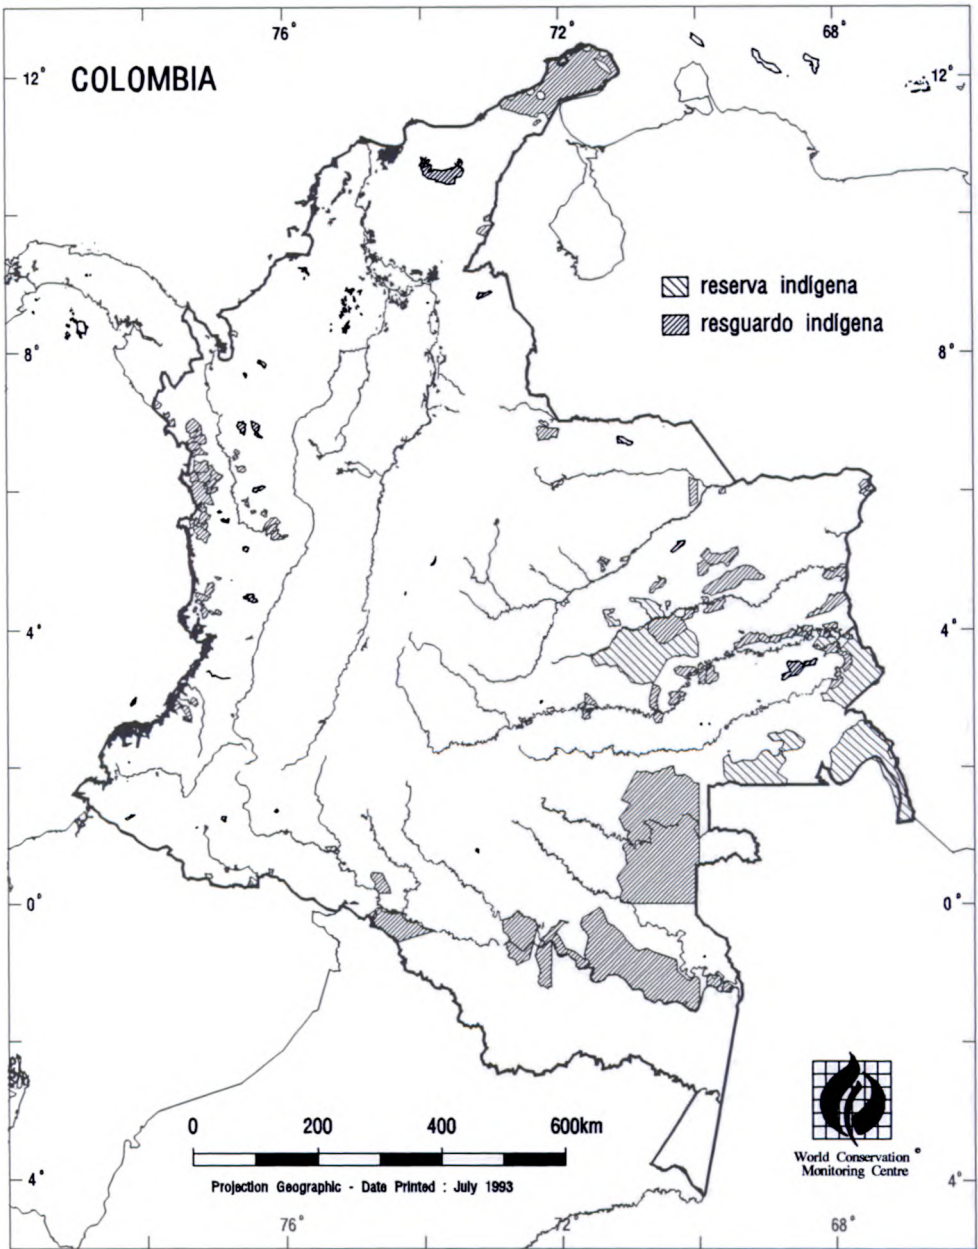 76° 72° 68°
12° COLOMBIA 12°
reserva indígena
resguardo indígena
8° 8°
4° 4°
0° 0°
0 200 400 600km
World Conservation ©
Monitoring Centre
Projection Geographic - Date Printed : July 1993
4° 4°
76° 72° 68°